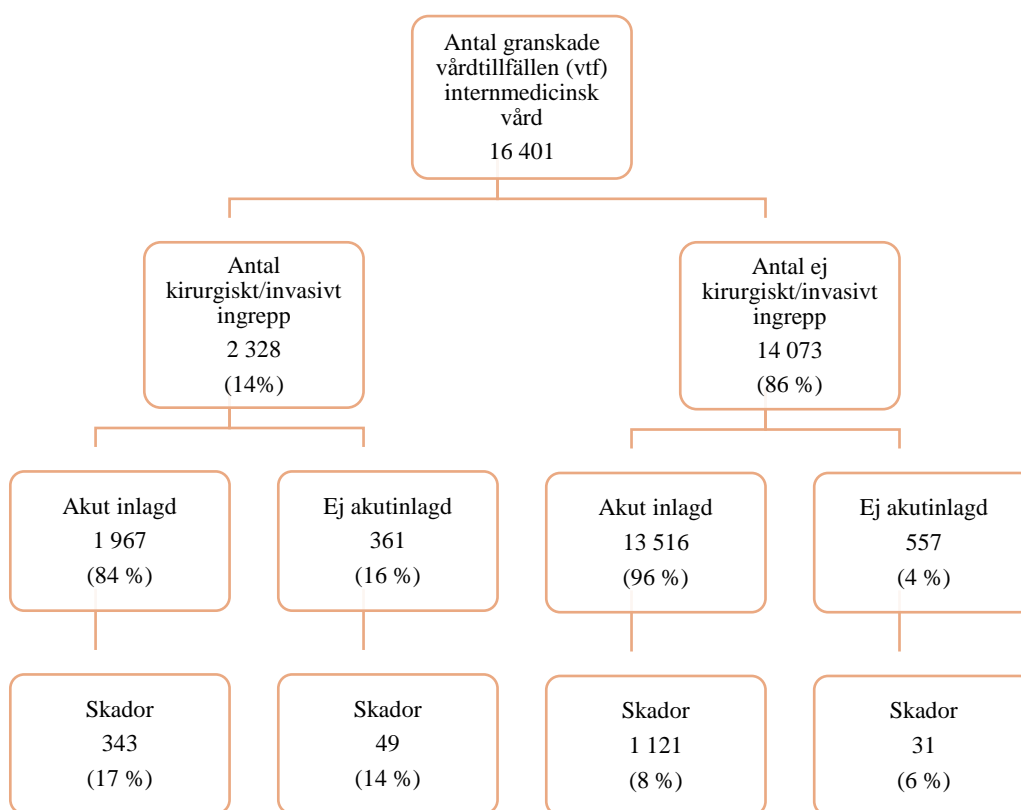 Antal granskade
vårdtillfällen (vtf)
internmedicinsk
vård
16 401
Antal
kirurgiskt/invasivt
ingrepp
2 328
(14%)
Antal ej
kirurgiskt/invasivt
ingrepp
14 073
(86 %)
Akut inlagd
1 967
(84 %)
Ej akutinlagd
361
(16 %)
Akut inlagd
13 516
(96 %)
Ej akutinlagd
557
(4 %)
Skador
343
(17 %)
Skador
49
(14 %)
Skador
1 121
(8 %)
Skador
31
(6 %)